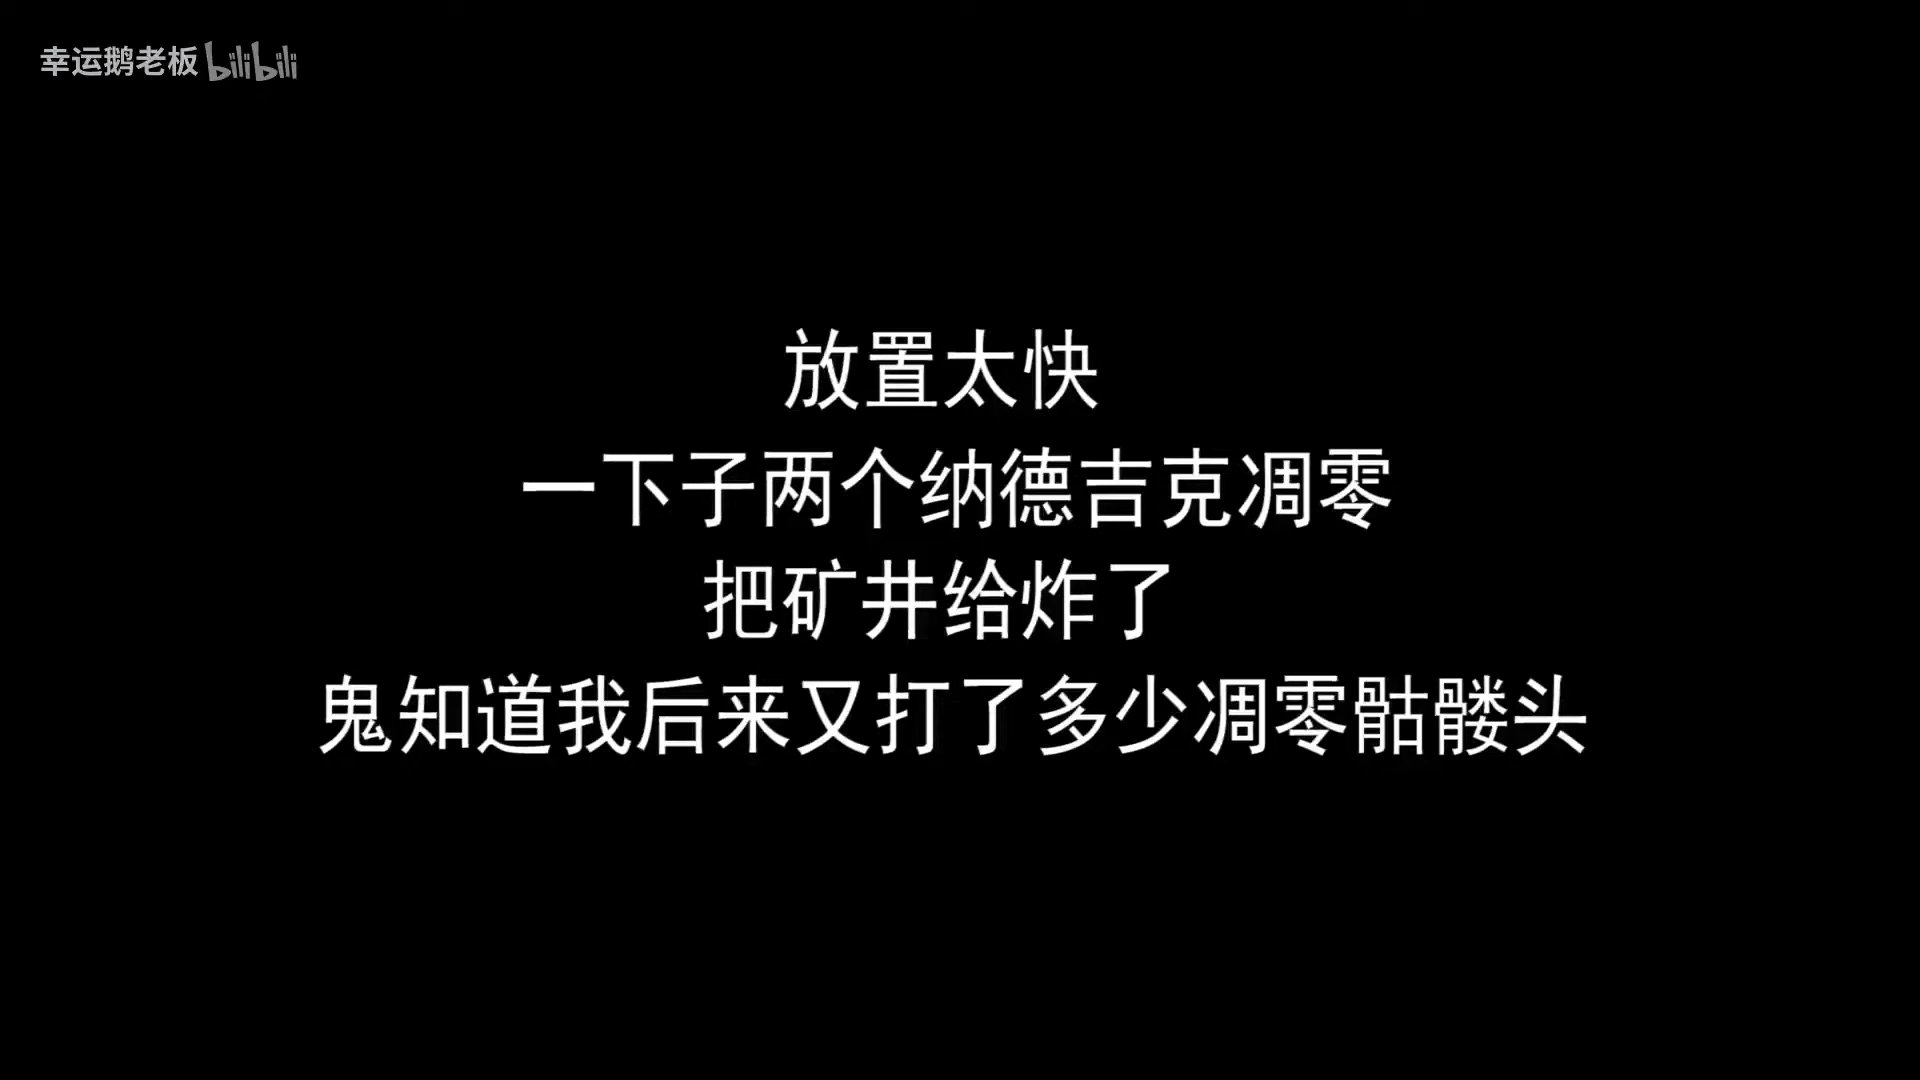 幸运鹅老板 bilibili
放置太快
一下子两个纳德吉克凋零
把矿井给炸了
鬼知道我后来又打了多少凋零骷髅头